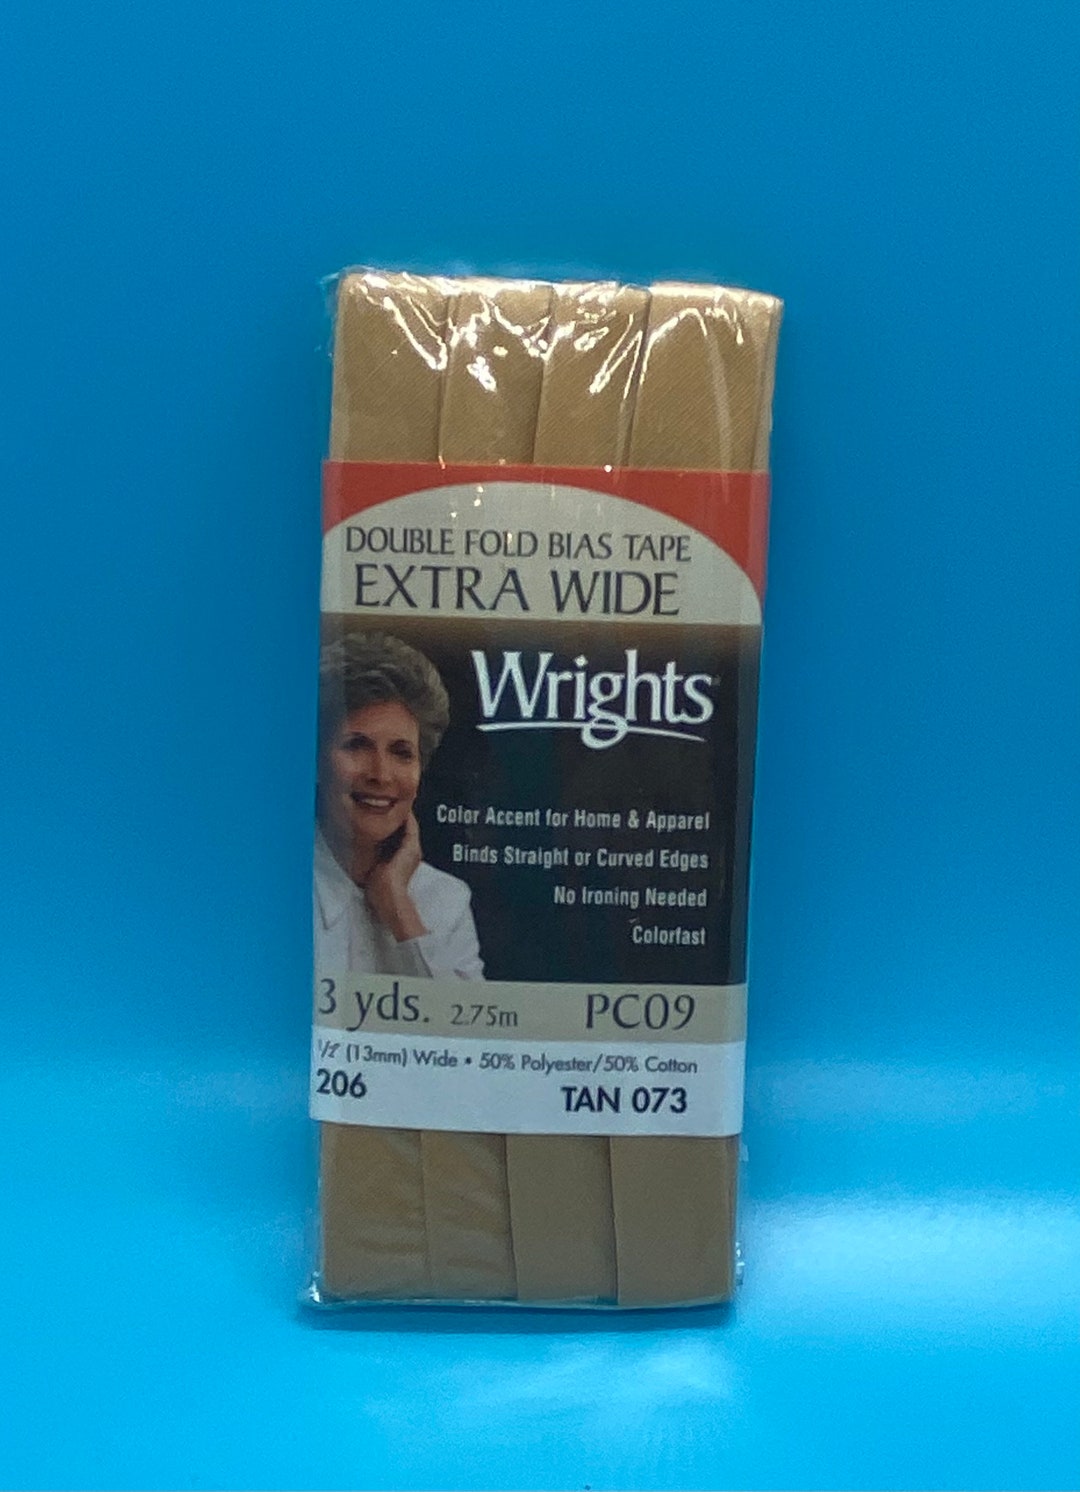 DOUBLE FOLD BIAS TAPE
EXTRA WIDE
Wrights
Color Accent for Home & Apparel
Binds Straight or Curved Edges
No Ironing Needed
Colorfast
3 yds. 2.75m PC09
1/2" (13mm) Wide • 50% Polyester/50% Cotton
206 TAN 073